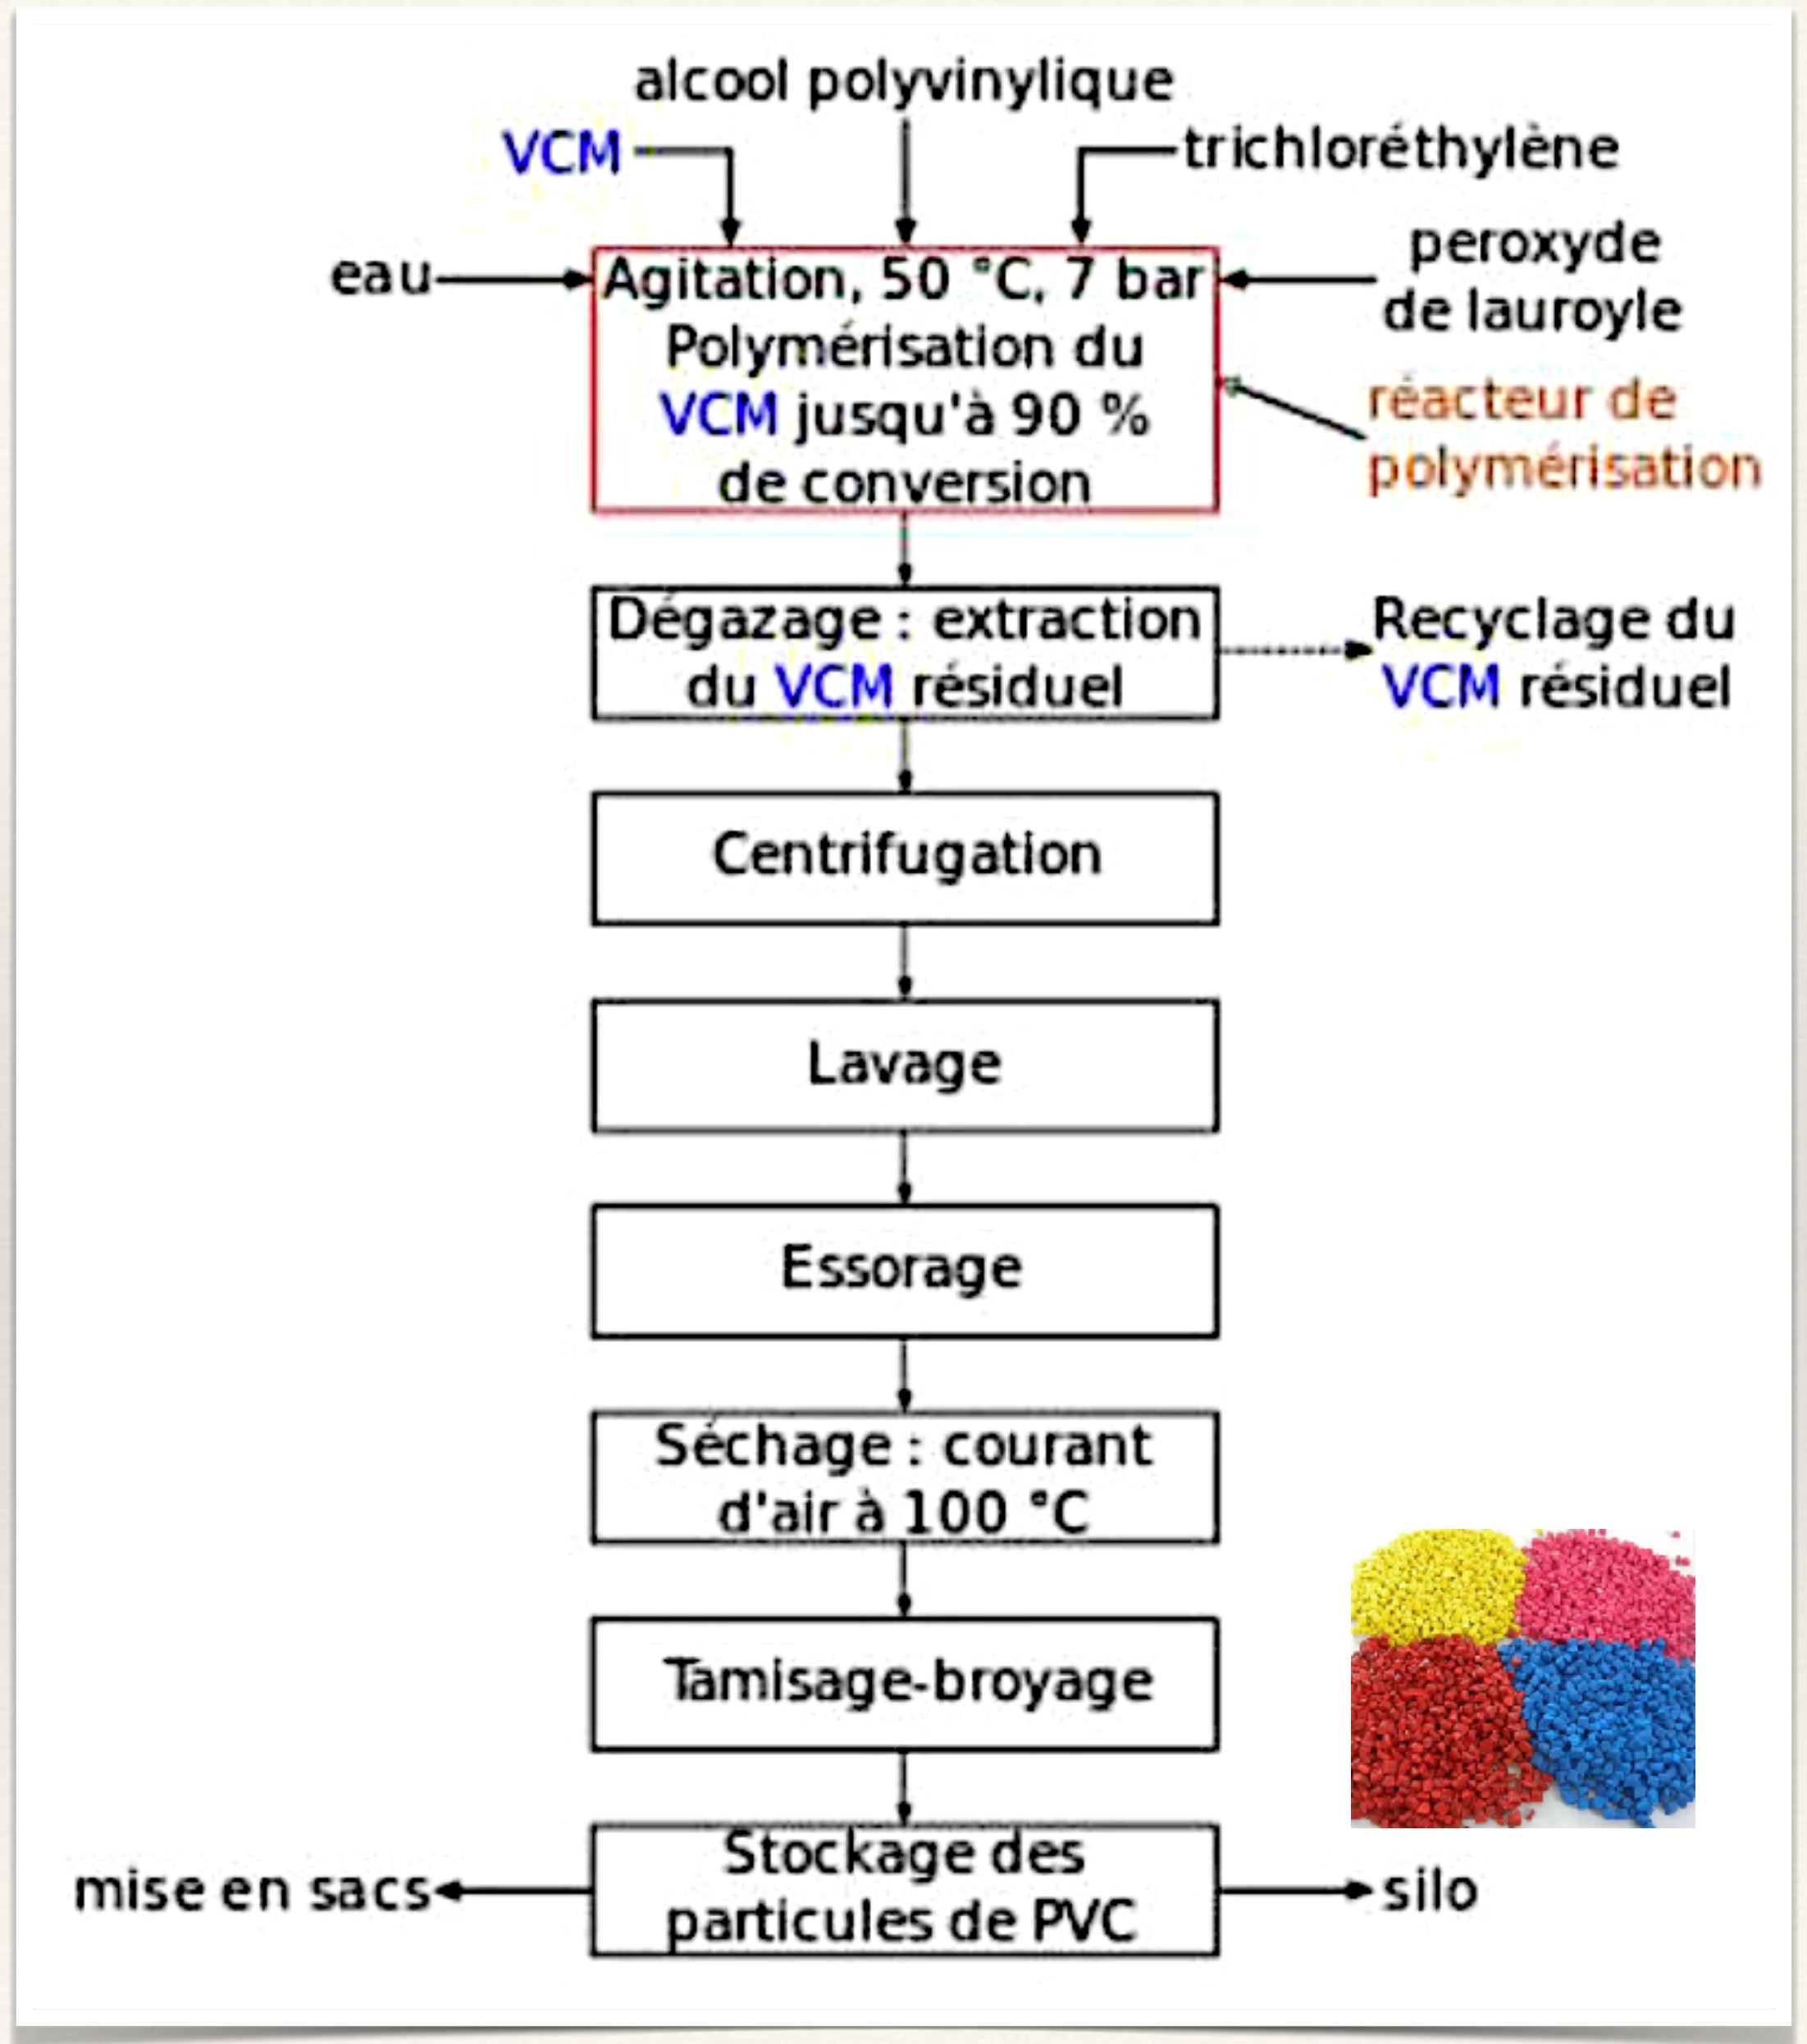 alcool polyvinylique
VCM
trichloréthylène
eau
Agitation, 50 °C, 7 bar
Polymérisation du
VCM jusqu'à 90 %
de conversion
peroxyde
de lauroyle
réacteur de
polymérisation
Dégazage : extraction
du VCM résiduel
Recyclage du
VCM résiduel
Centrifugation
Lavage
Essorage
Séchage : courant
d'air à 100 °C
Tamisage-broyage
Stockage des
particules de PVC
mise en sacs
silo